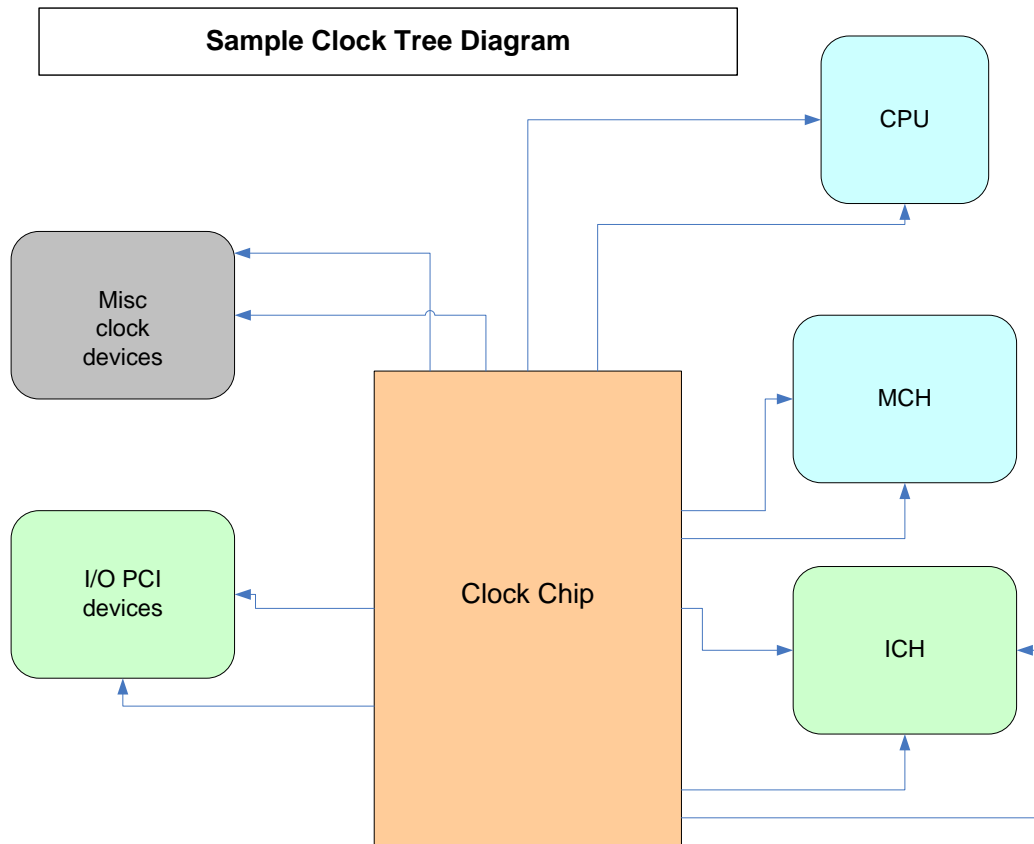 Sample Clock Tree Diagram
CPU
Misc
clock
devices
MCH
I/O PCI
devices
Clock Chip
ICH